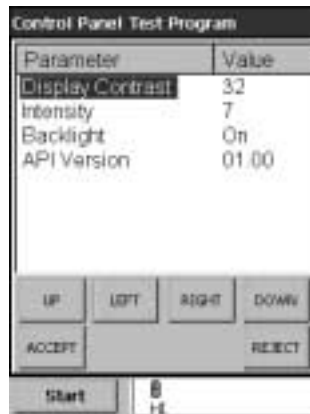 Control Panel Test Program
Parameter Value
Display Contrast 32
Intensity 7
Backlight On
API Version 01.00
UP LEFT RIGHT DOWN
ACCEPT REJECT
Start